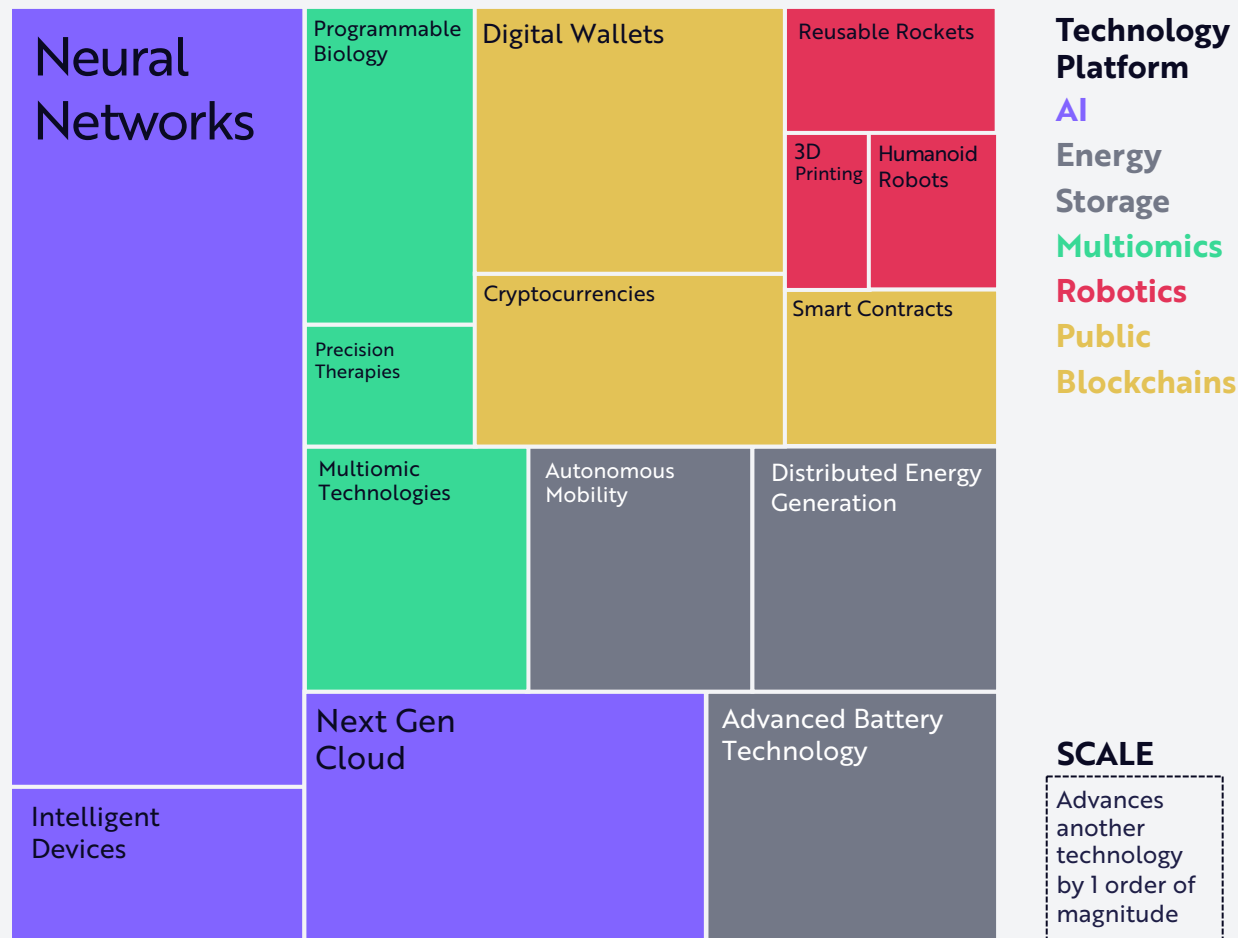 Neural
Networks
Intelligent
Devices
Programmable
Biology
Precision
Therapies
Digital Wallets
Cryptocurrencies
Reusable Rockets
3D
Printing
Humanoid
Robots
Smart Contracts
Multiomic
Technologies
Autonomous
Mobility
Distributed Energy
Generation
Next Gen
Cloud
Advanced Battery
Technology
Technology
Platform
AI
Energy
Storage
Multiomics
Robotics
Public
Blockchains
SCALE
Advances
another
technology
by 1 order of
magnitude